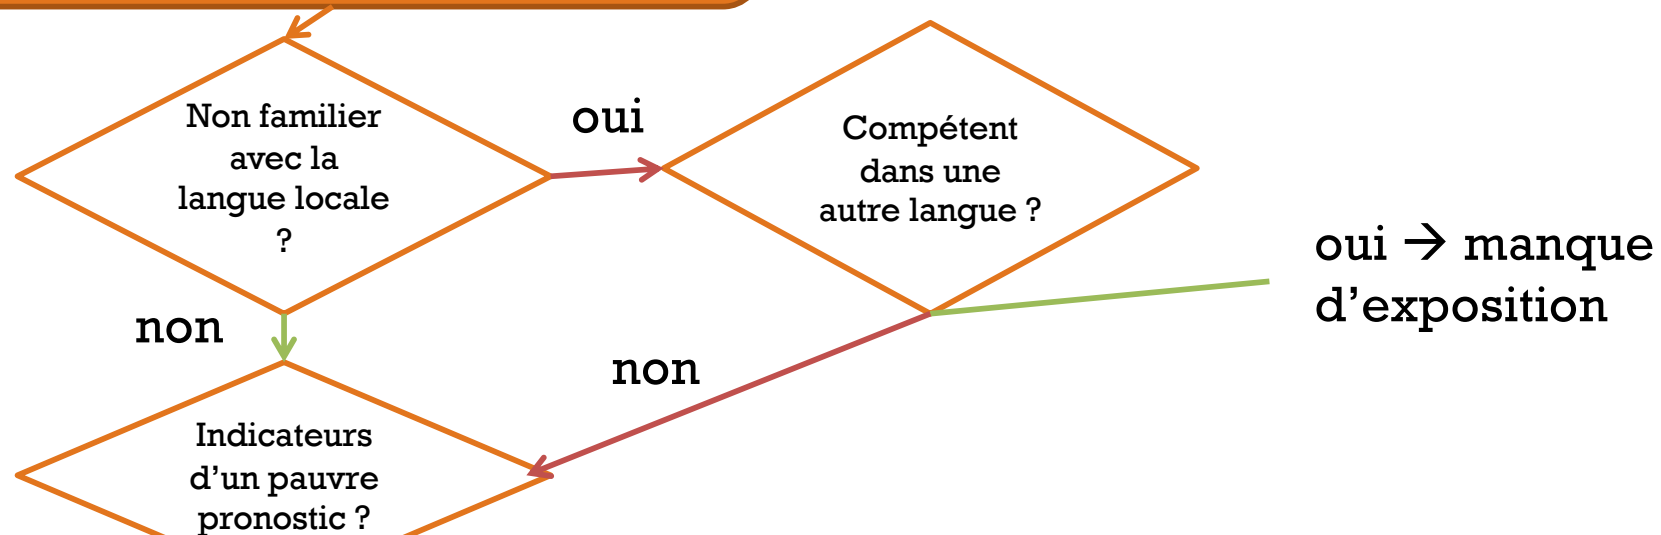 Non familier
avec la
langue locale
?
oui
Compétent
dans une
autre langue ?
oui → manque
d’exposition
non
non
Indicateurs
d’un pauvre
pronostic ?